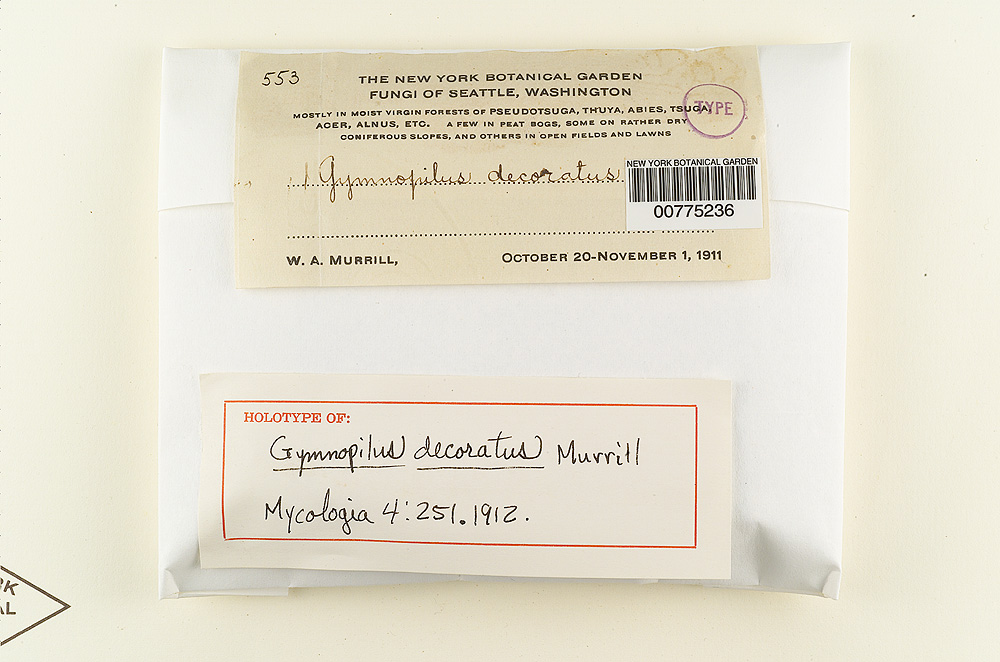 553
THE NEW YORK BOTANICAL GARDEN
FUNGI OF SEATTLE, WASHINGTON
MOSTLY IN MOIST VIRGIN FORESTS OF PSEUDOTSUGA, THUYA, ABIES, TSUGA,
ACER, ALNUS, ETC. A FEW IN PEAT BOGS, SOME ON RATHER DRY
CONIFEROUS SLOPES, AND OTHERS IN OPEN FIELDS AND LAWNS
TYPE
Gymnopilus decoratus
NEW YORK BOTANICAL GARDEN
00775236
W. A. MURRILL,
OCTOBER 20-NOVEMBER 1, 1911
HOLOTYPE OF:
Gymnopilus decoratus Murrill
Mycologia 4:251.1912.